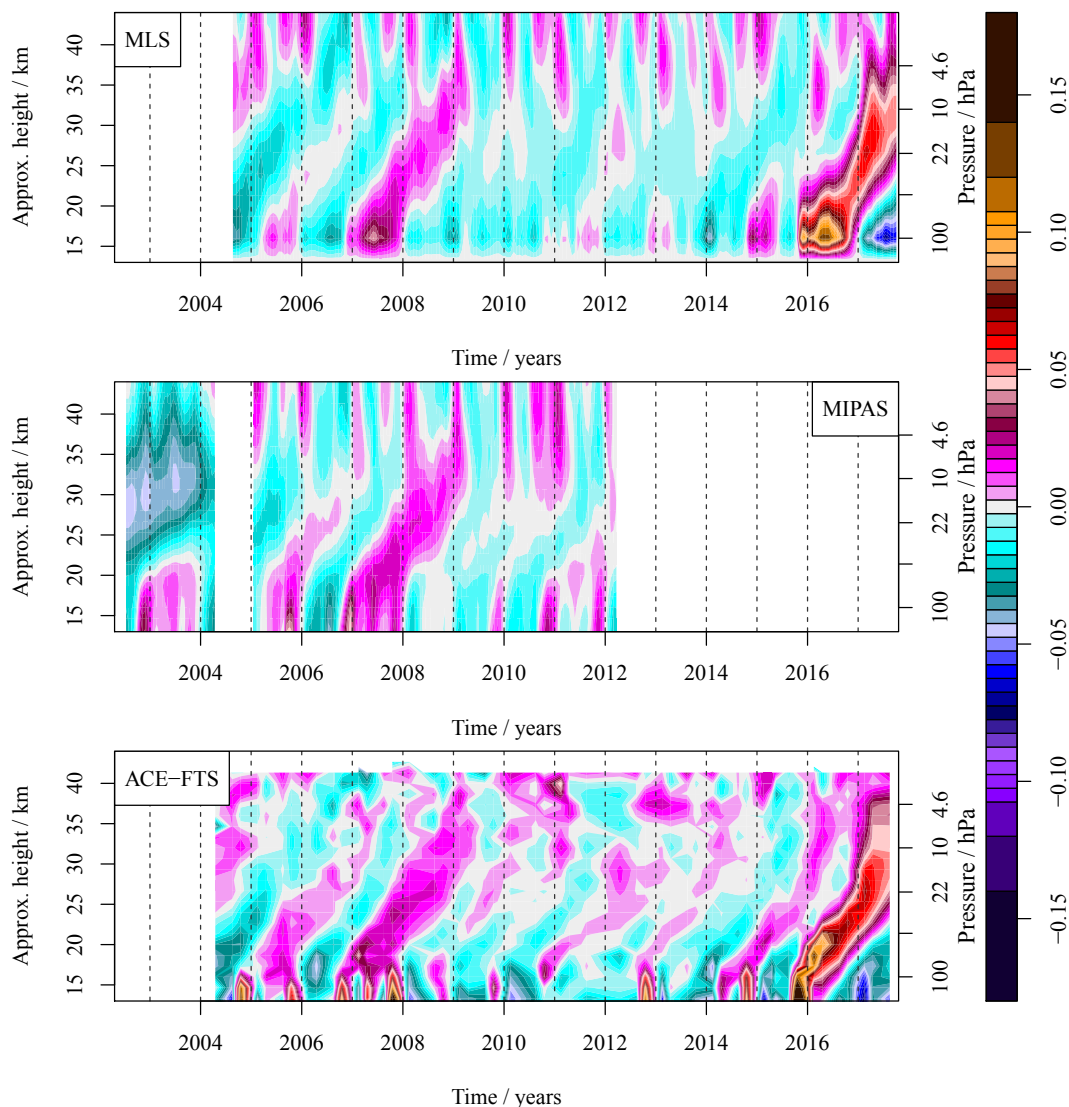 MLS
Approx. height / km
15 20 25 30 35 40
4.6 10 22 100
Pressure / hPa
2004 2006 2008 2010 2012 2014 2016
Time / years
MIPAS
Approx. height / km
15 20 25 30 35 40
4.6 10 22 100
Pressure / hPa
2004 2006 2008 2010 2012 2014 2016
Time / years
ACE−FTS
Approx. height / km
15 20 25 30 35 40
4.6 10 22 100
Pressure / hPa
2004 2006 2008 2010 2012 2014 2016
Time / years
0.15
0.10
0.05
0.00
−0.05
−0.10
−0.15